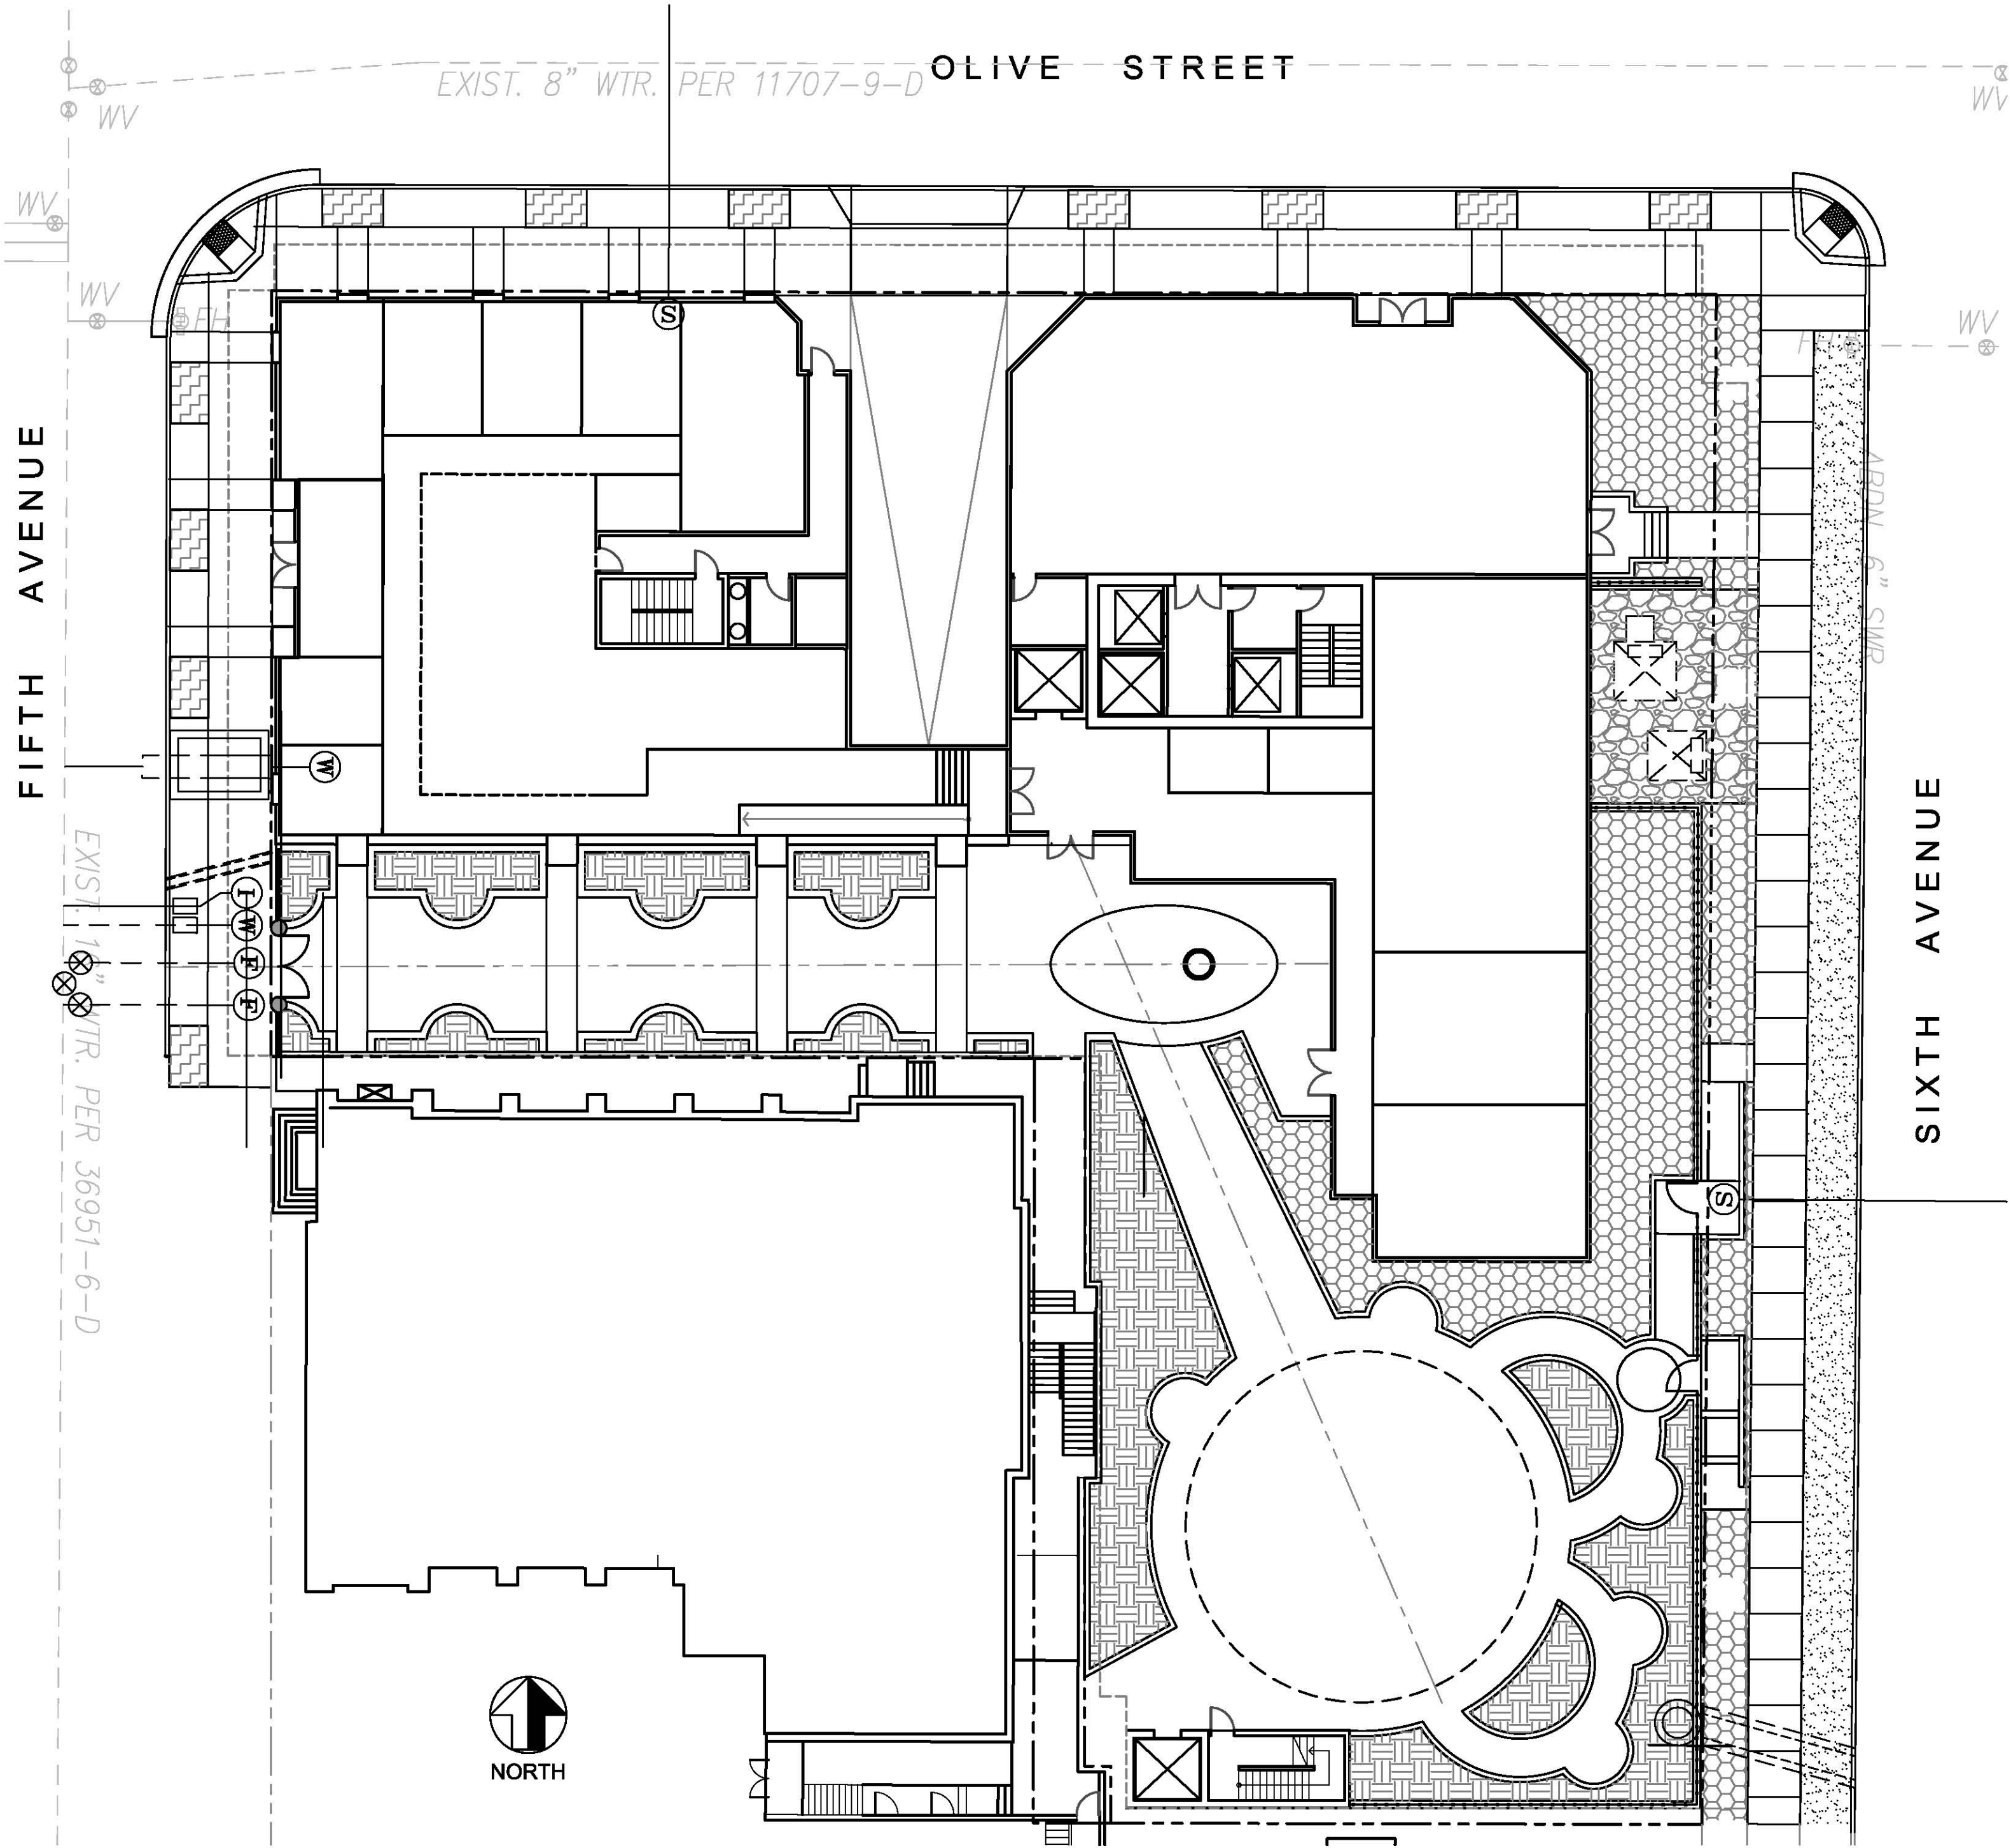 OLIVE STREET
EXIST. 8" WTR. PER 11707-9-D
WV
WV
WV
WV
WV
FH
FH
FIFTH AVENUE
S
ABDN 6" SWR
W
SIXTH AVENUE
I
W
F
F
EXIST. 16" WTR. PER 36951-6-D
S
NORTH